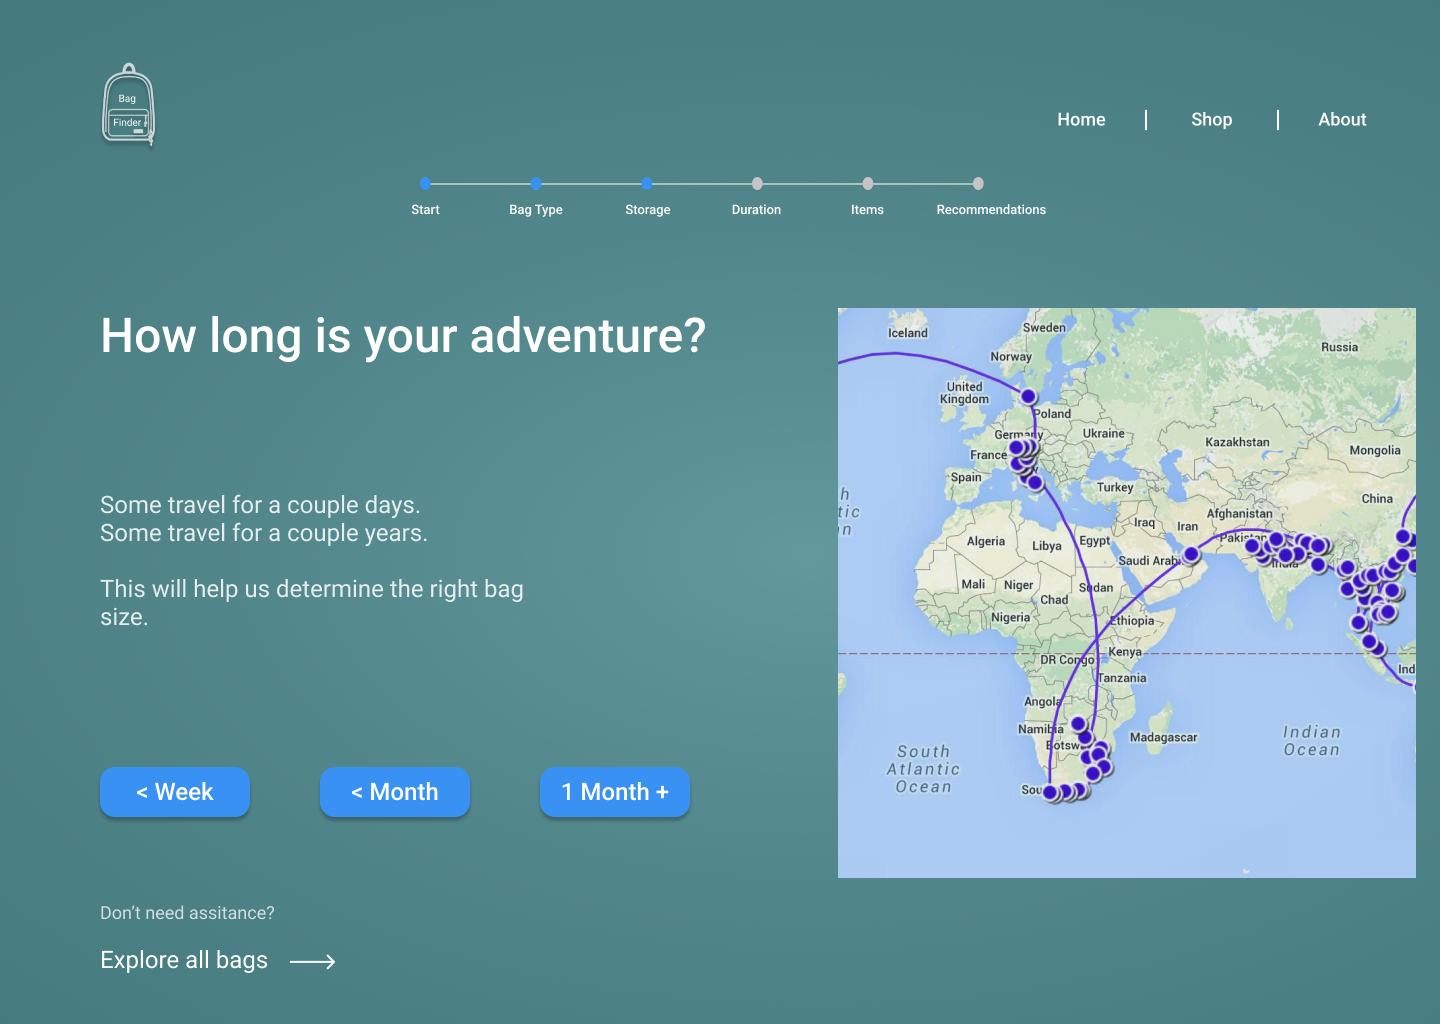 Bag
Finder
Home | Shop | About
Start Bag Type Storage Duration Items Recommendations
How long is your adventure?
Some travel for a couple days.
Some travel for a couple years.
This will help us determine the right bag
size.
< Week < Month 1 Month +
Don’t need assitance?
Explore all bags
Iceland
Sweden
Norway
Russia
United
Kingdom
Poland
Germany
Ukraine
Kazakhstan
Mongolia
France
Spain
Turkey
China
Afghanistan
Iraq
Iran
Algeria
Libya
Egypt
Pakistan
Saudi Arabi
India
Mali
Niger
Chad
Sudan
Nigeria
Ethiopia
DR Congo
Kenya
Tanzania
Ind
Angola
Namibia
Botsw
Madagascar
Indian
Ocean
South
Atlantic
Ocean
Sou
h
tic
n